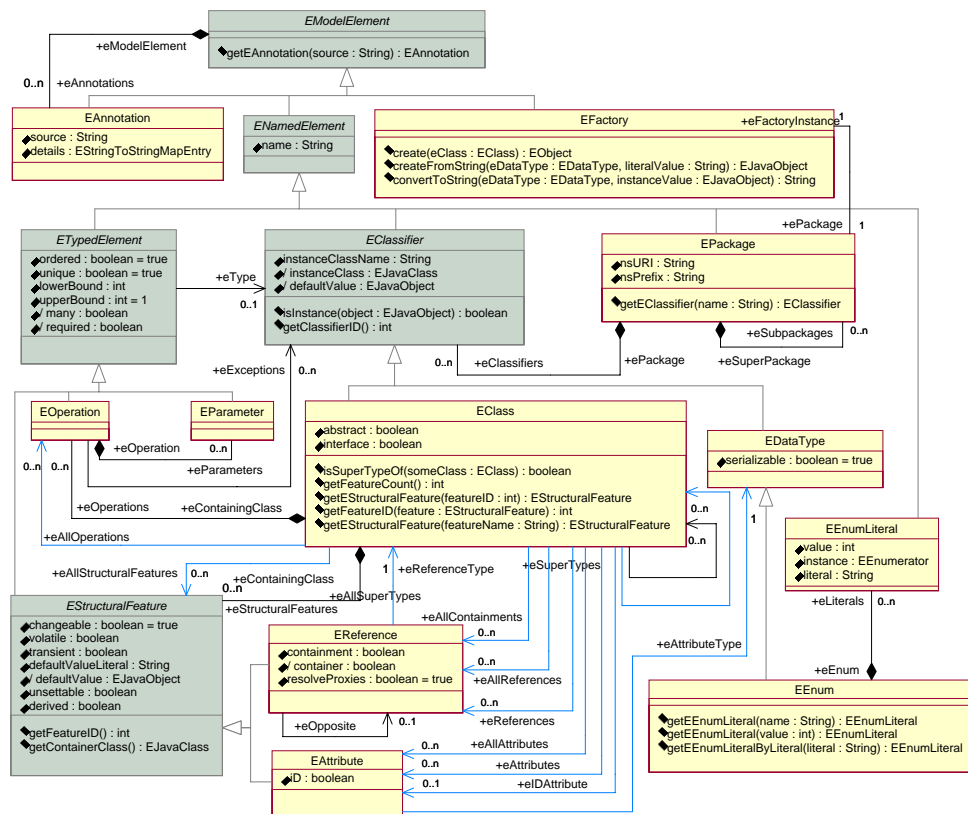 EModelElement
getEAnnotation(source : String) : EAnnotation
+eModelElement
0..n
+eAnnotations
EAnnotation
source : String
details : EStringToStringMapEntry
ENamedElement
name : String
EFactory
create(eClass : EClass) : EObject
createFromString(eDataType : EDataType, literalValue : String) : EJavaObject
convertToString(eDataType : EDataType, instanceValue : EJavaObject) : String
+eFactoryInstance
1
+ePackage
1
ETypedElement
ordered : boolean = true
unique : boolean = true
lowerBound : int
upperBound : int = 1
/ many : boolean
/ required : boolean
+eType
0..1
EClassifier
instanceClassName : String
/ instanceClass : EJavaClass
/ defaultValue : EJavaObject
isInstance(object : EJavaObject) : boolean
getClassifierID() : int
EPackage
nsURI : String
nsPrefix : String
getEClassifier(name : String) : EClassifier
+eSubpackages
0..n
+eSuperPackage
+ePackage
+eClassifiers
0..n
+eExceptions
0..n
EOperation
EParameter
+eOperation
0..n
0..n
0..n
+eParameters
+eOperations
+eContainingClass
+eAllOperations
EClass
abstract : boolean
interface : boolean
isSuperTypeOf(someClass : EClass) : boolean
getFeatureCount() : int
getEStructuralFeature(featureID : int) : EStructuralFeature
getFeatureID(feature : EStructuralFeature) : int
getEStructuralFeature(featureName : String) : EStructuralFeature
0..n
0..n
EDataType
serializable : boolean = true
1
EEnumLiteral
value : int
instance : EEnumerator
literal : String
+eLiterals
0..n
+eAllStructuralFeatures
0..n
+eContainingClass
0..n
+eStructuralFeatures
+eAllSuperTypes
1
+eReferenceType
+eSuperTypes
+eAllContainments
0..n
EStructuralFeature
changeable : boolean = true
volatile : boolean
transient : boolean
defaultValueLiteral : String
/ defaultValue : EJavaObject
unsettable : boolean
derived : boolean
getFeatureID() : int
getContainerClass() : EJavaClass
EReference
containment : boolean
/ container : boolean
resolveProxies : boolean = true
0..n
+eAllReferences
0..n
+eReferences
+eOpposite
0..1
+eAttributeType
+eEnum
EEnum
getEEnumLiteral(name : String) : EEnumLiteral
getEEnumLiteral(value : int) : EEnumLiteral
getEEnumLiteralByLiteral(literal : String) : EEnumLiteral
EAttribute
iD : boolean
+eAllAttributes
0..n
0..n
+eAttributes
0..1
+eIDAttribute